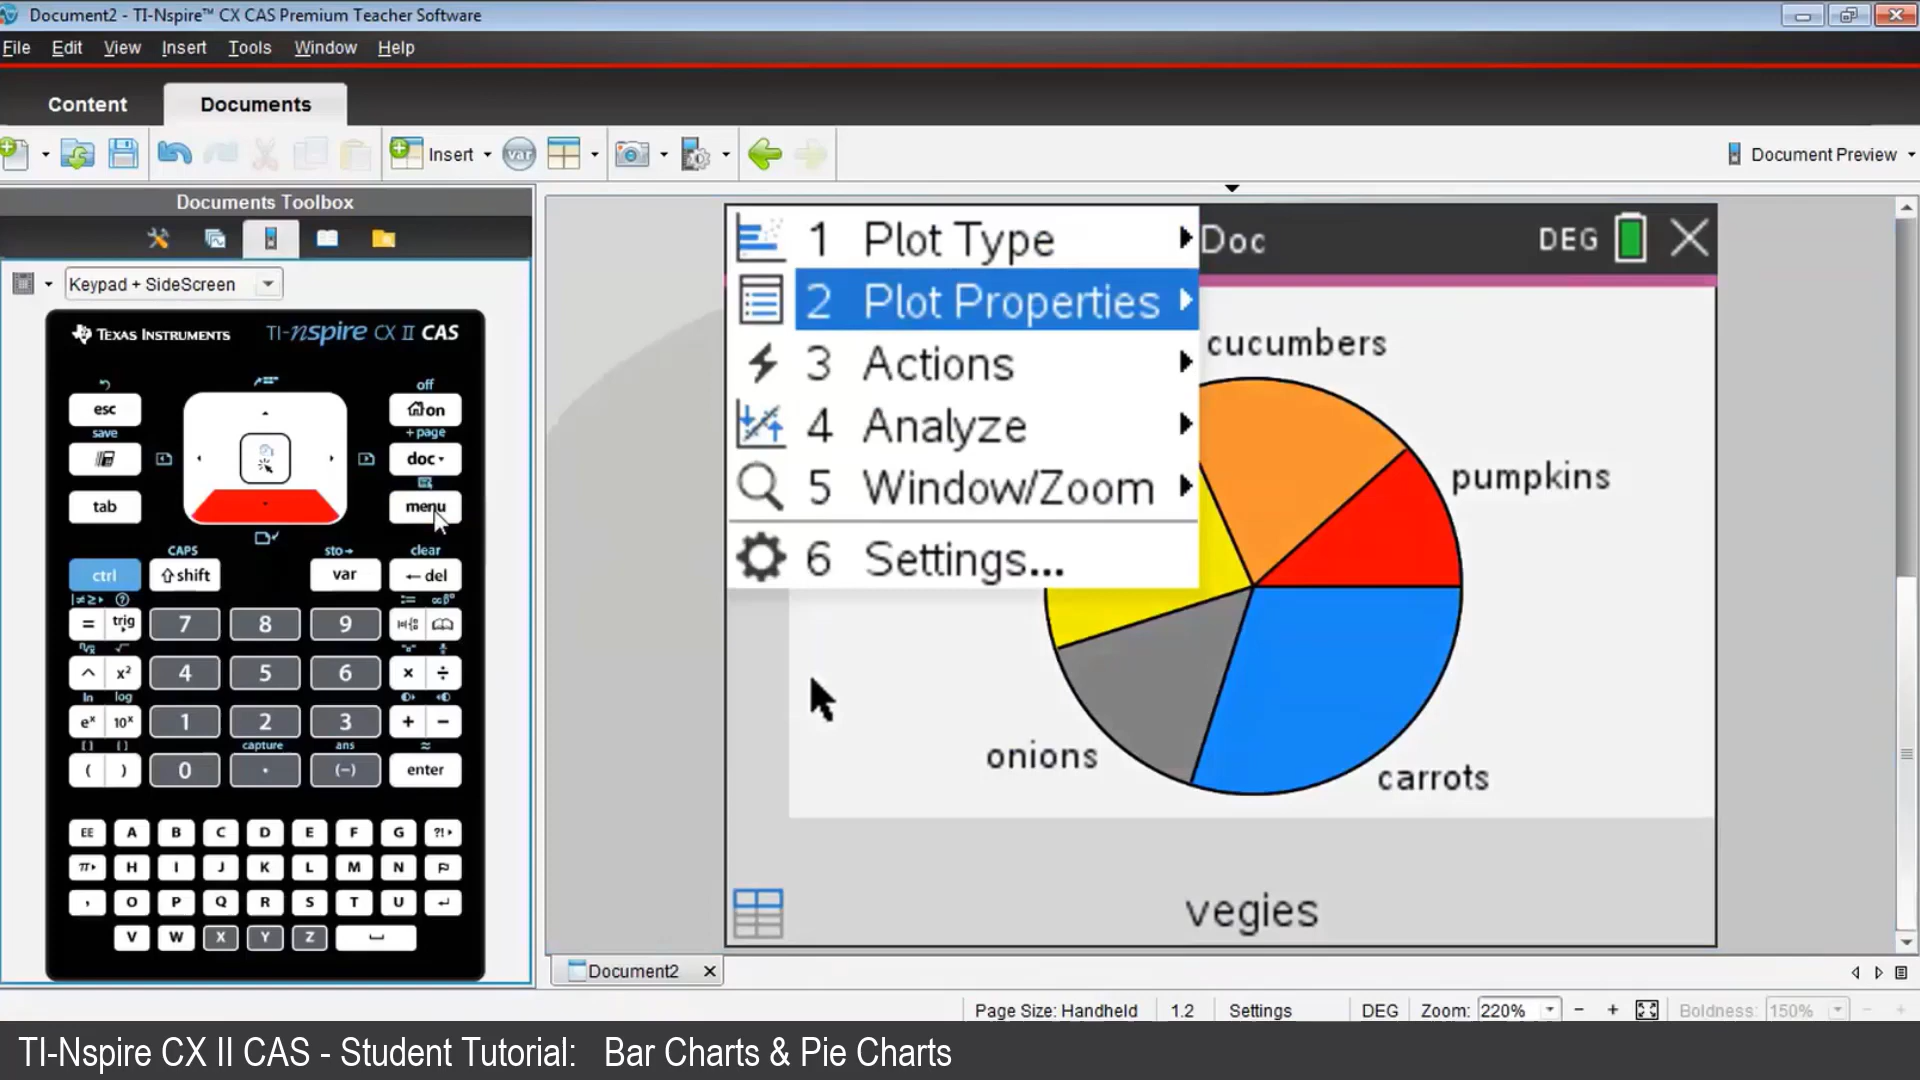 Document2 - TI-Nspire™ CX CAS Premium Teacher Software
File Edit View Insert Tools Window Help
Content Documents
Insert var Document Preview
Documents Toolbox
Keypad + SideScreen
TEXAS INSTRUMENTS TI-nspire CX II CAS
off
esc on
save + page
doc
tab menu
CAPS sto→ clear
ctrl shift var ← del
= trig 7 8 9
^ x² 4 5 6 × ÷
ln log
eˣ 10ˣ 1 2 3 + −
[ ] { } capture ans ≈
( ) 0 . (−) enter
EE A B C D E F G ?!
π H I J K L M N
, O P Q R S T U
V W X Y Z
1 Plot Type
2 Plot Properties
3 Actions
4 Analyze
5 Window/Zoom
6 Settings...
Doc DEG
cucumbers
pumpkins
onions
carrots
vegies
Document2
Page Size: Handheld 1.2 Settings DEG Zoom: 220% − + Boldness: 150% − +
TI-Nspire CX II CAS - Student Tutorial: Bar Charts & Pie Charts